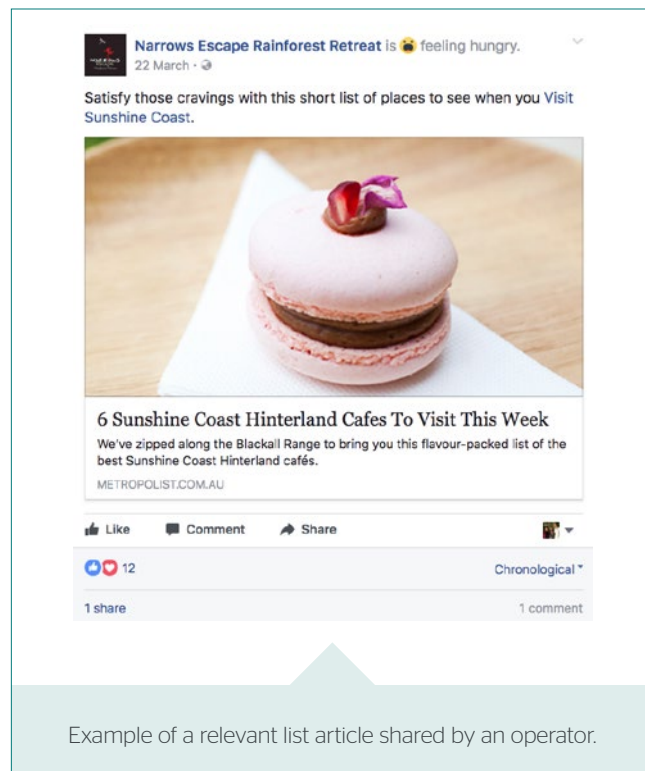 Narrows Escape Rainforest Retreat is feeling hungry.
22 March ·
Satisfy those cravings with this short list of places to see when you Visit
Sunshine Coast.
6 Sunshine Coast Hinterland Cafes To Visit This Week
We've zipped along the Blackall Range to bring you this flavour-packed list of the
best Sunshine Coast Hinterland cafés.
METROPOLIST.COM.AU
Like Comment Share
12 Chronological
1 share 1 comment
Example of a relevant list article shared by an operator.